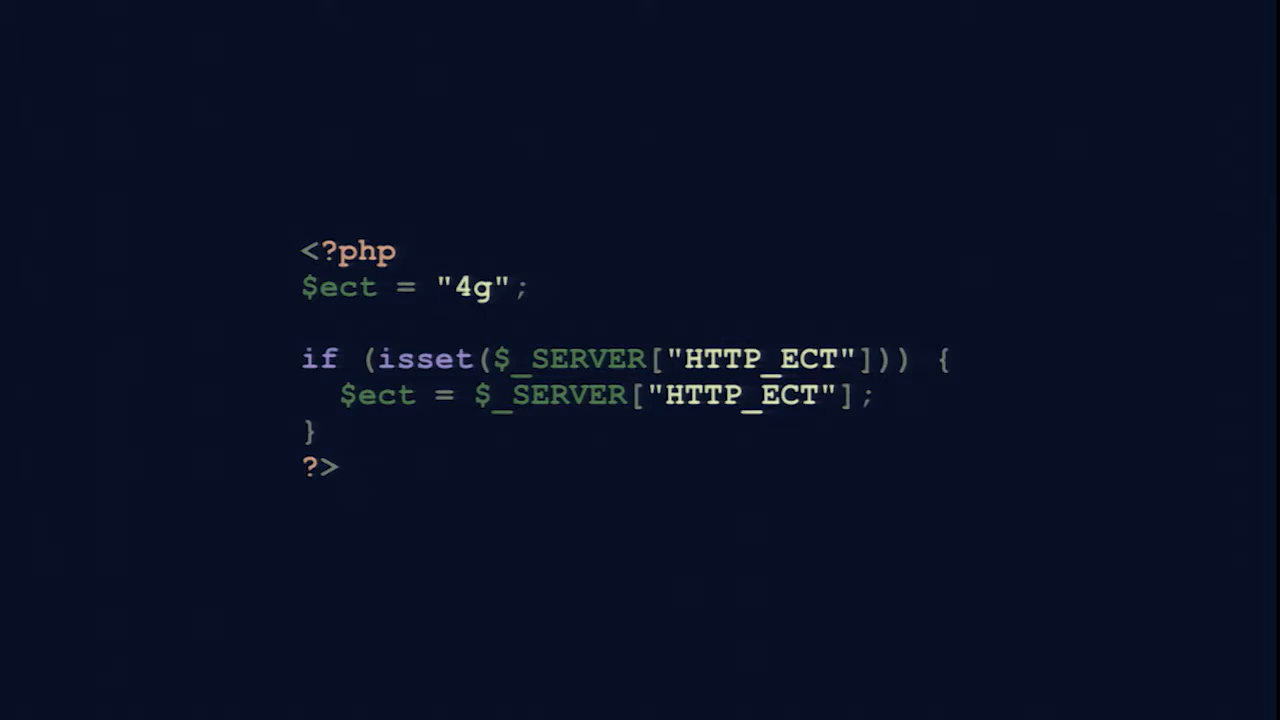 <?php
$ect = "4g";
if (isset($_SERVER["HTTP_ECT"])) {
  $ect = $_SERVER["HTTP_ECT"];
}
?>